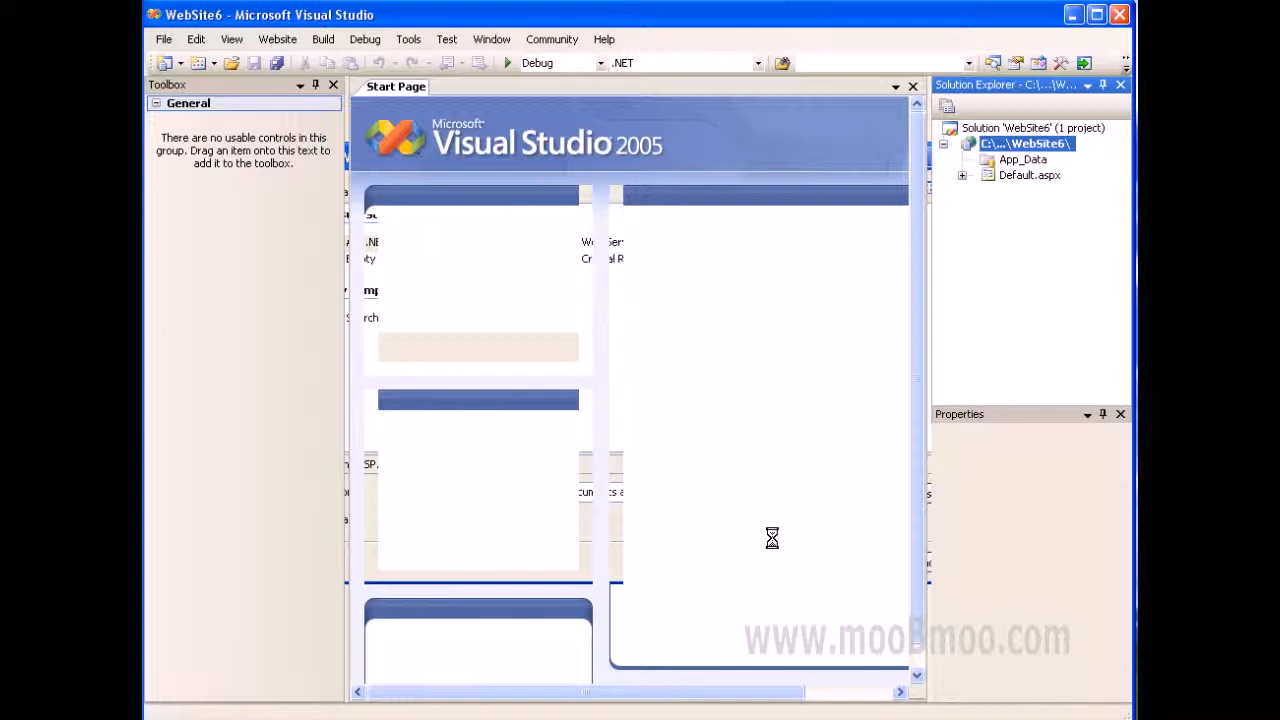 WebSite6 - Microsoft Visual Studio
File Edit View Website Build Debug Tools Test Window Community Help
Debug .NET
Toolbox
General
There are no usable controls in this
group. Drag an item onto this text to
add it to the toolbox.
Start Page
Microsoft
Visual Studio 2005
Solution Explorer - C:\...\W...
Solution 'WebSite6' (1 project)
C:\...\WebSite6\
App_Data
Default.aspx
Properties
www.mooBmoo.com